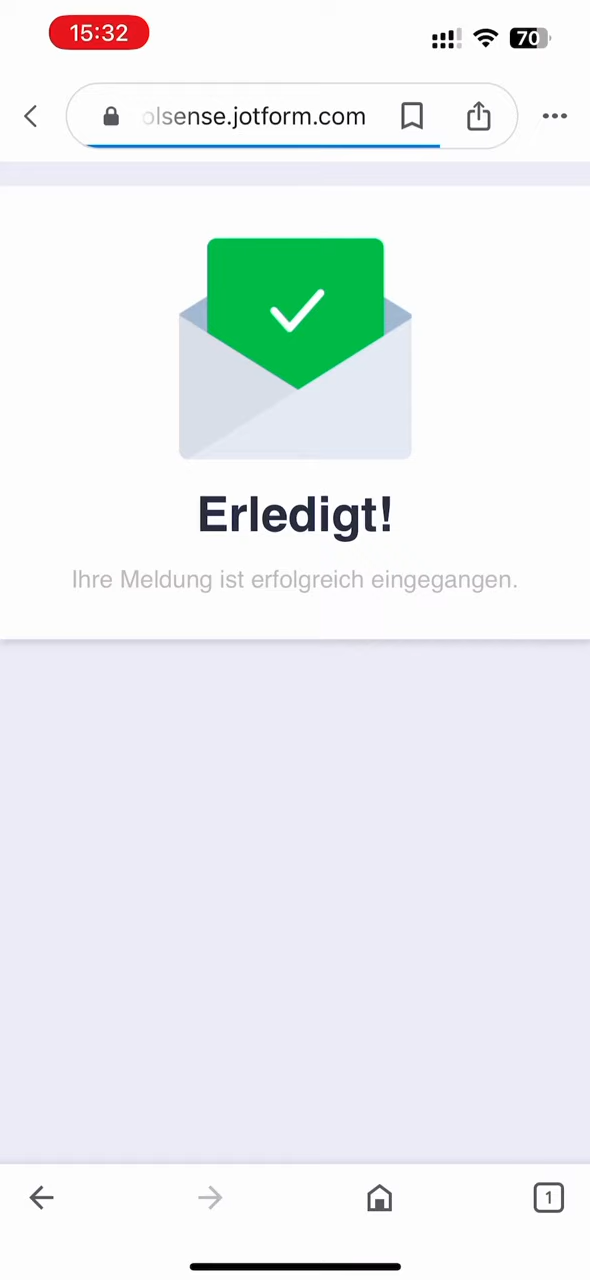 15:32
70
olsense.jotform.com
Erledigt!
Ihre Meldung ist erfolgreich eingegangen.
1